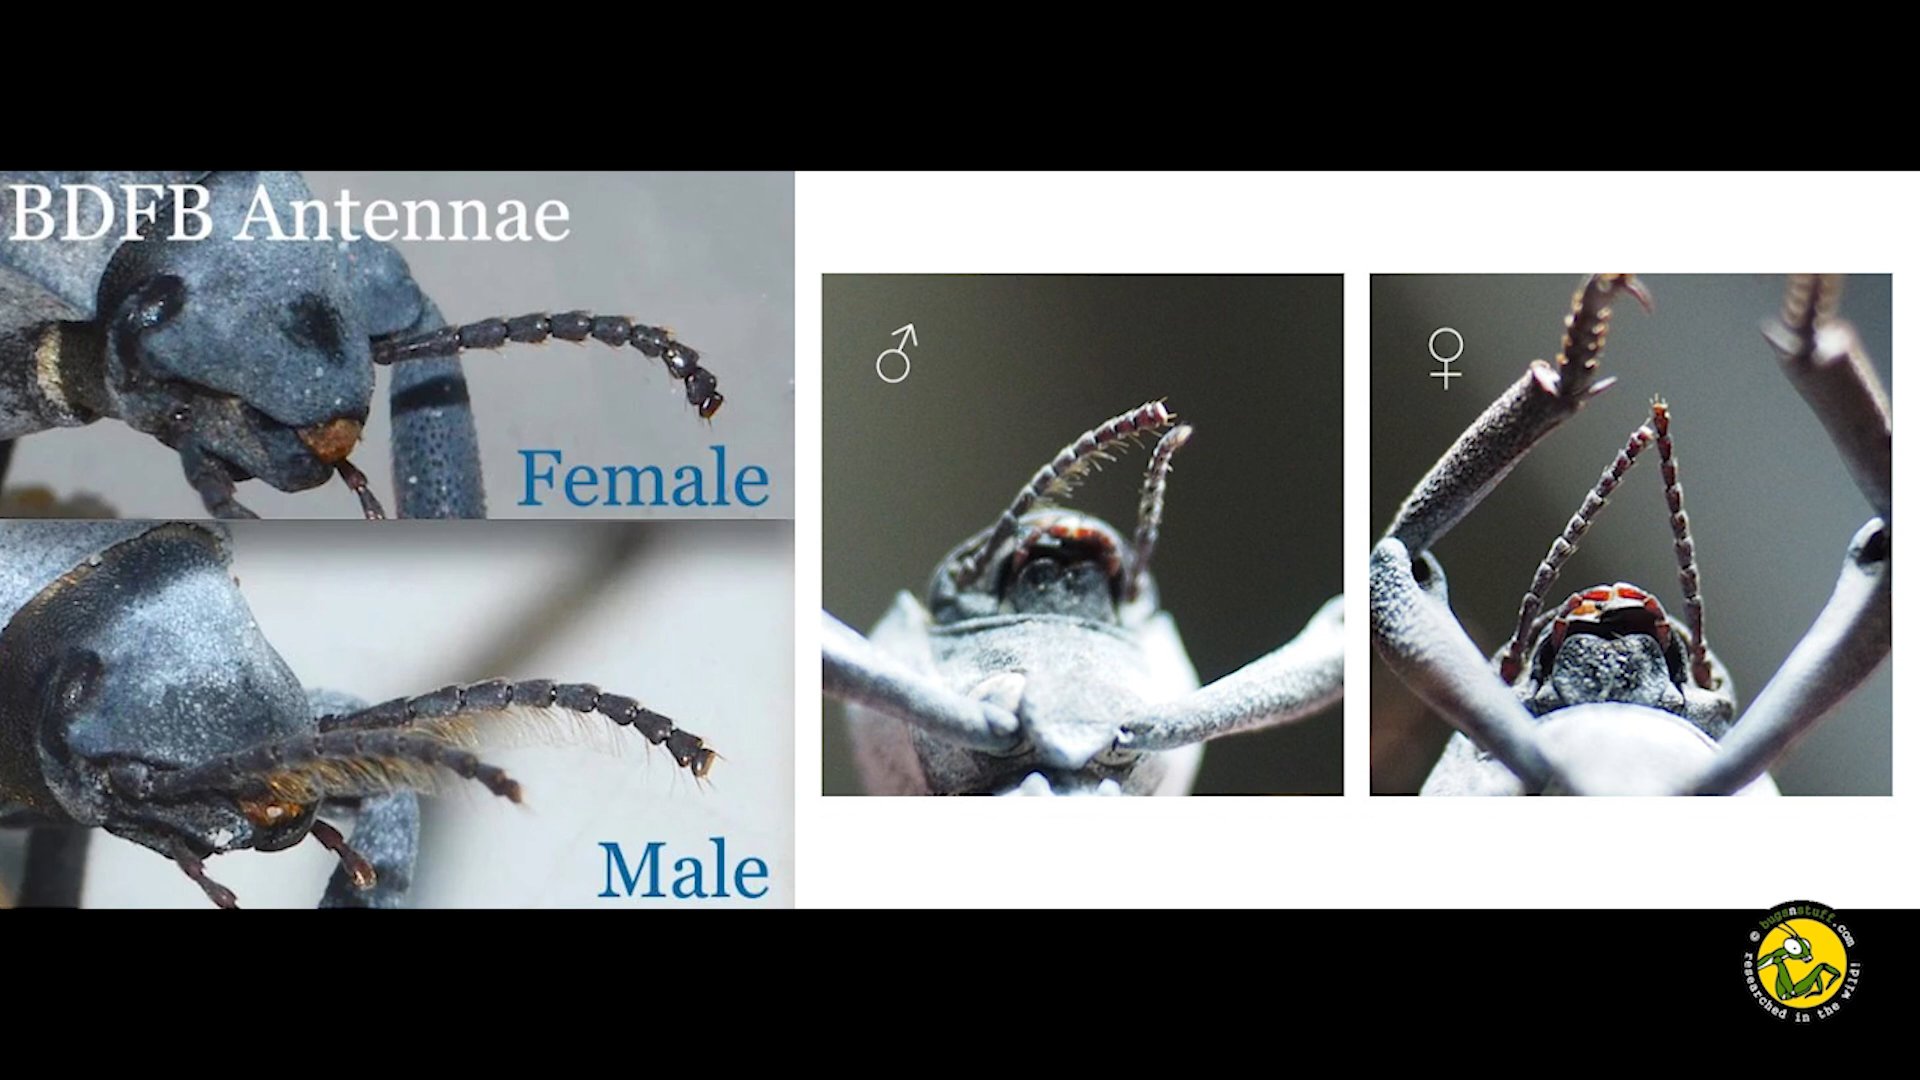 BDFB Antennae
Female
Male
♂
♀
© bugsnstuff.com
researched in the wild!